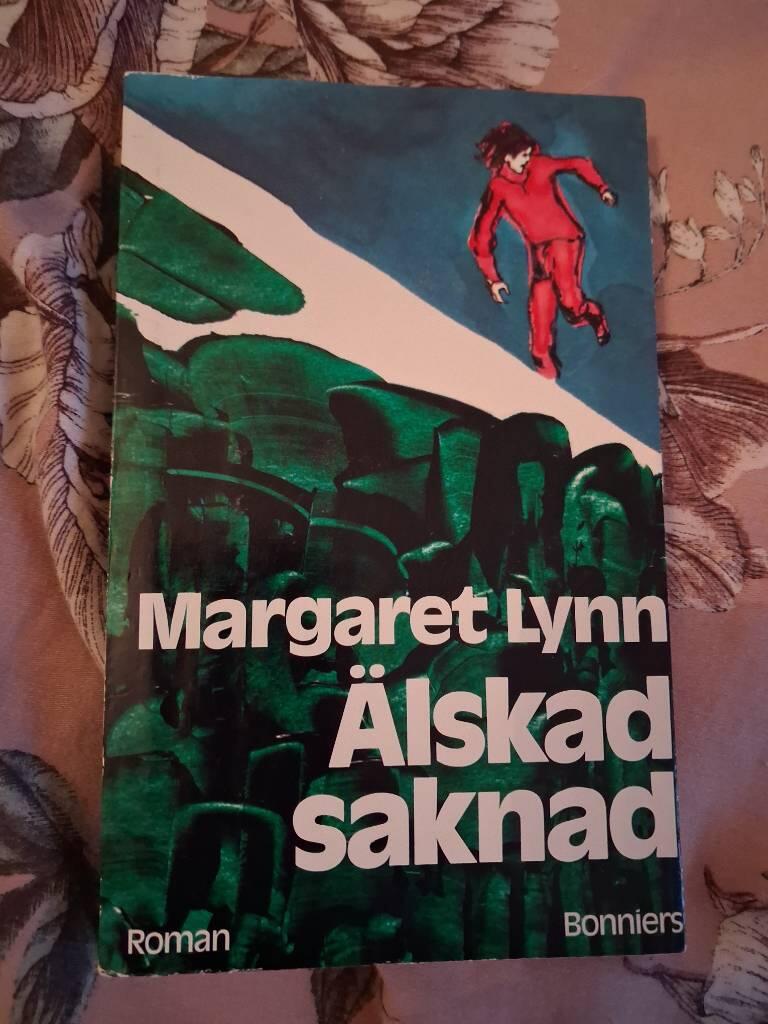 Margaret Lynn
Älskad
saknad
Roman
Bonniers